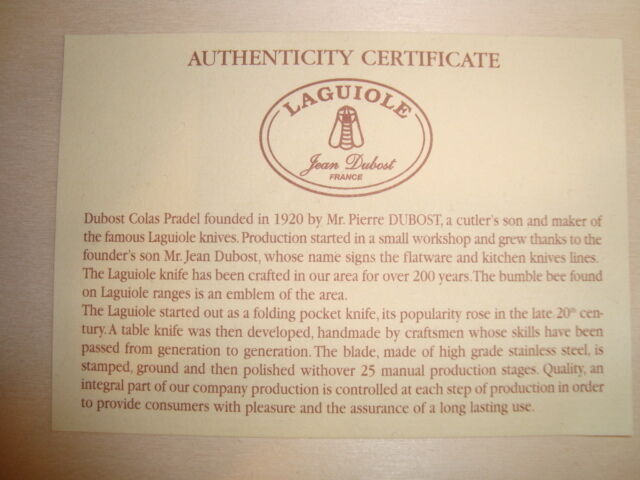 AUTHENTICITY CERTIFICATE
LAGUIOLE
Jean Dubost
FRANCE
Dubost Colas Pradel founded in 1920 by Mr. Pierre DUBOST, a cutler's son and maker of
the famous Laguiole knives. Production started in a small workshop and grew thanks to the
founder's son Mr. Jean Dubost, whose name signs the flatware and kitchen knives lines.
The Laguiole knife has been crafted in our area for over 200 years. The bumble bee found
on Laguiole ranges is an emblem of the area.
The Laguiole started out as a folding pocket knife, its popularity rose in the late 20th cen-
tury. A table knife was then developed, handmade by craftsmen whose skills have been
passed from generation to generation. The blade, made of high grade stainless steel, is
stamped, ground and then polished withover 25 manual production stages. Quality, an
integral part of our company production is controlled at each step of production in order
to provide consumers with pleasure and the assurance of a long lasting use.